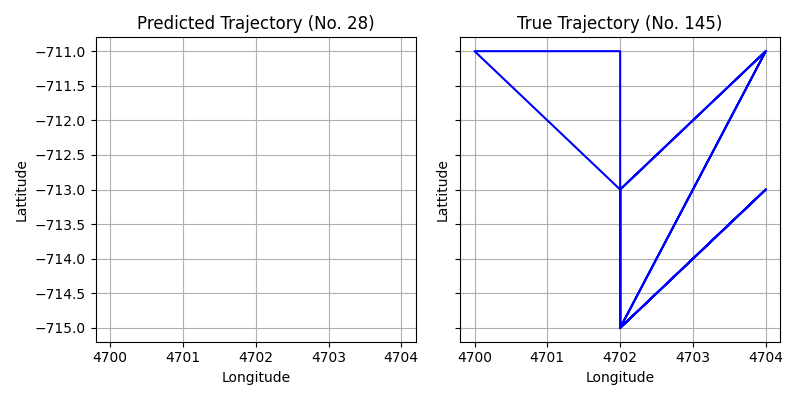 Predicted Trajectory (No. 28)
−711.0
−711.5
−712.0
−712.5
−713.0
−713.5
−714.0
−714.5
−715.0
Lattitude
4700 4701 4702 4703 4704
Longitude
True Trajectory (No. 145)
Lattitude
4700 4701 4702 4703 4704
Longitude